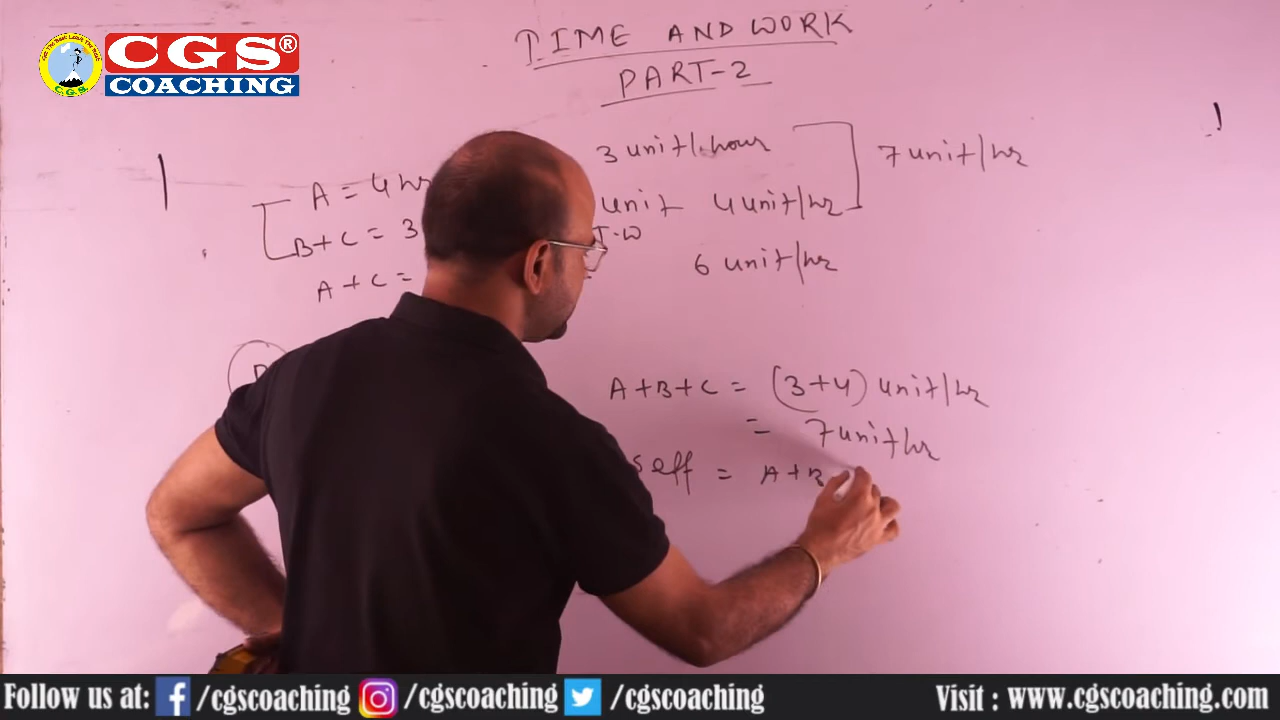 CGS®
COACHING
C.G.S.
TIME AND WORK
PART-2
3 unit/hour
7 unit/hr
A = 4 hr
unit 4 unit/hr
B+C = 3
T.W
6 unit/hr
A+C =
A+B+C = (3+4) unit/hr
= 7 unit hr
s eff = A+B
Follow us at: /cgscoaching /cgscoaching /cgscoaching Visit : www.cgscoaching.com